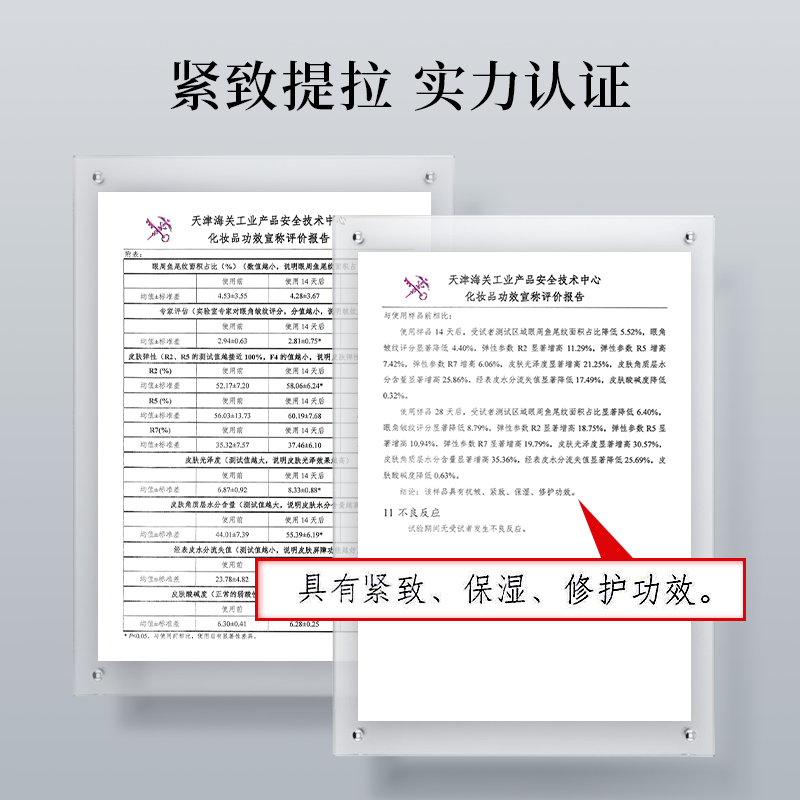 紧致提拉 实力认证
天津海关工业产品安全技术中心
化妆品功效宣称评价报告
附表：
眼周鱼尾纹面积占比（%）（数值越小，说明眼周鱼尾纹面积占
使用前 使用 14 天后
均值±标准差 4.53±3.55 4.28±3.67
专家评估（实验室专家对眼角皱纹评分，分值越小，说
使用前 使用 14 天后
均值±标准差 2.94±0.63 2.81±0.75*
皮肤弹性（R2、R5 的测试值越接近 100%，F4 的值越小，说明
R2 (%) 使用前 使用 14 天后
均值±标准差 52.17±7.20 58.06±6.24*
R5 (%) 使用前 使用 14 天后
均值±标准差 56.03±13.73 60.19±7.68
R7(%) 使用前 使用 14 天后
均值±标准差 35.32±7.57 37.46±6.10
皮肤光泽度（测试值越大，说明皮肤光泽效果越
使用前 使用 14 天后
均值±标准差 6.87±0.92 8.33±0.88*
皮肤角质层水分含量（测试值越大，说明皮肤水分
使用前 使用 14 天后
均值±标准差 44.01±7.39 55.39±6.19*
经表皮水分流失值（测试值越小，说明皮肤屏障功
使用前
均值±标准差 23.78±4.82
皮肤酸碱度（正常的弱酸性
使用前
均值±标准差 6.30±0.41 6.28±0.25
* P<0.05，与使用前相比，使用后有显著性差异。
天津海关工业产品安全技术中心
化妆品功效宣称评价报告
与使用样品前相比：
使用样品 14 天后，受试者测试区域眼周鱼尾纹面积占比降低 5.52%，眼角
皱纹评分显著降低 4.40%，弹性参数 R2 显著增高 11.29%，弹性参数 R5 增高
7.42%，弹性参数 R7 增高 6.06%，皮肤光泽度显著增高 21.25%，皮肤角质层水
分含量显著增高 25.86%，经表皮水分流失值显著降低 17.49%，皮肤酸碱度降低
0.32%。
使用样品 28 天后，受试者测试区域眼周鱼尾纹面积占比显著降低 6.40%，
眼角皱纹评分显著降低 8.79%，弹性参数 R2 显著增高 18.75%，弹性参数 R5 显
著增高 10.94%，弹性参数 R7 显著增高 19.79%，皮肤光泽度显著增高 30.57%，
皮肤角质层水分含量显著增高 35.36%，经表皮水分流失值显著降低 25.69%，皮
肤酸碱度降低 0.63%。
结论：该样品具有抗皱、紧致、保湿、修护功效。
11 不良反应
试验期间无受试者发生不良反应。
具有紧致、保湿、修护功效。